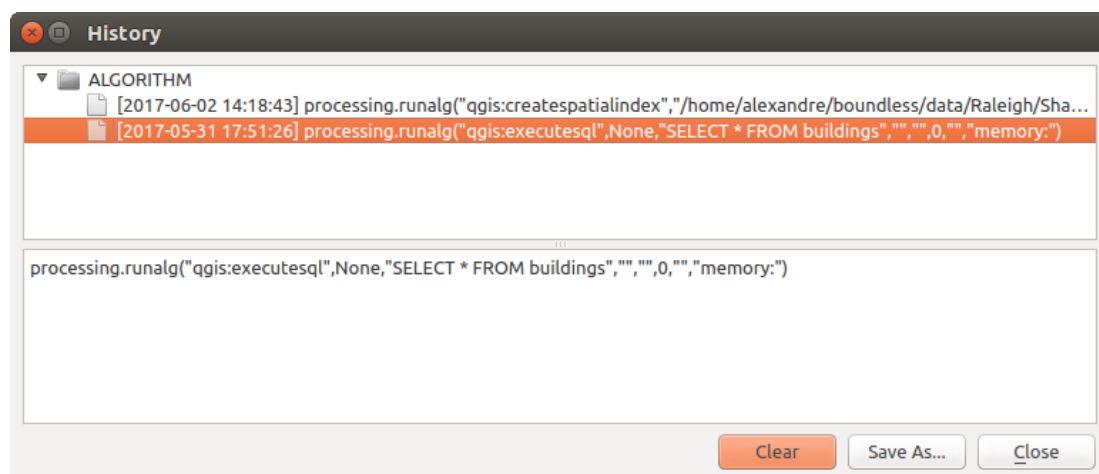 History
ALGORITHM
[2017-06-02 14:18:43] processing.runalg("qgis:createspatialindex","/home/alexandre/boundless/data/Raleigh/Sha...
[2017-05-31 17:51:26] processing.runalg("qgis:executesql",None,"SELECT * FROM buildings","","",0,"","memory:")
processing.runalg("qgis:executesql",None,"SELECT * FROM buildings","","",0,"","memory:")
Clear Save As... Close